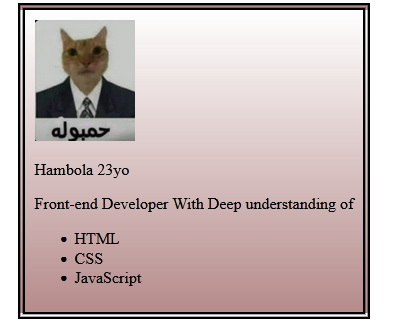 حمبوله
Hambola 23yo
Front-end Developer With Deep understanding of
HTML
CSS
JavaScript